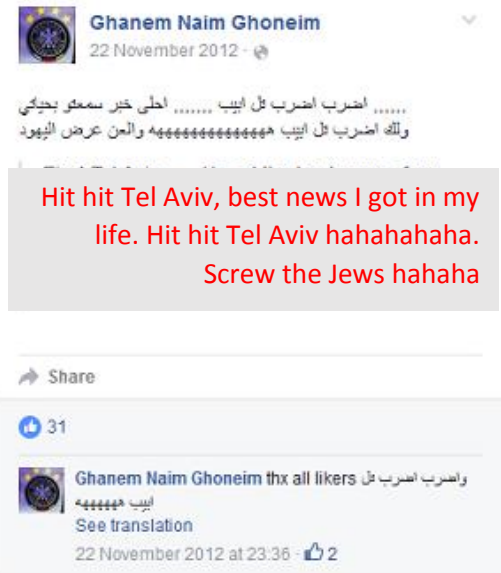 Ghanem Naim Ghoneim
22 November 2012
...... اضرب اضرب تل ابيب ....... احلى خبر سمعتو بحياتي
ولك اضرب تل ابيب هههههههههههههه والعن عرض اليهود
Hit hit Tel Aviv, best news I got in my
life. Hit hit Tel Aviv hahahahaha.
Screw the Jews hahaha
Share
31
Ghanem Naim Ghoneim thx all likers واضرب اضرب تل
ابيب ههههههه
See translation
22 November 2012 at 23:36 · 2